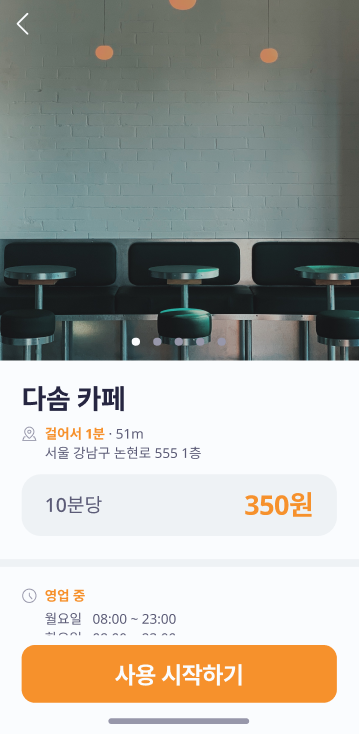 다솜 카페
걸어서 1분 · 51m
서울 강남구 논현로 555 1층
10분당 350원
영업 중
월요일 08:00 ~ 23:00
사용 시작하기